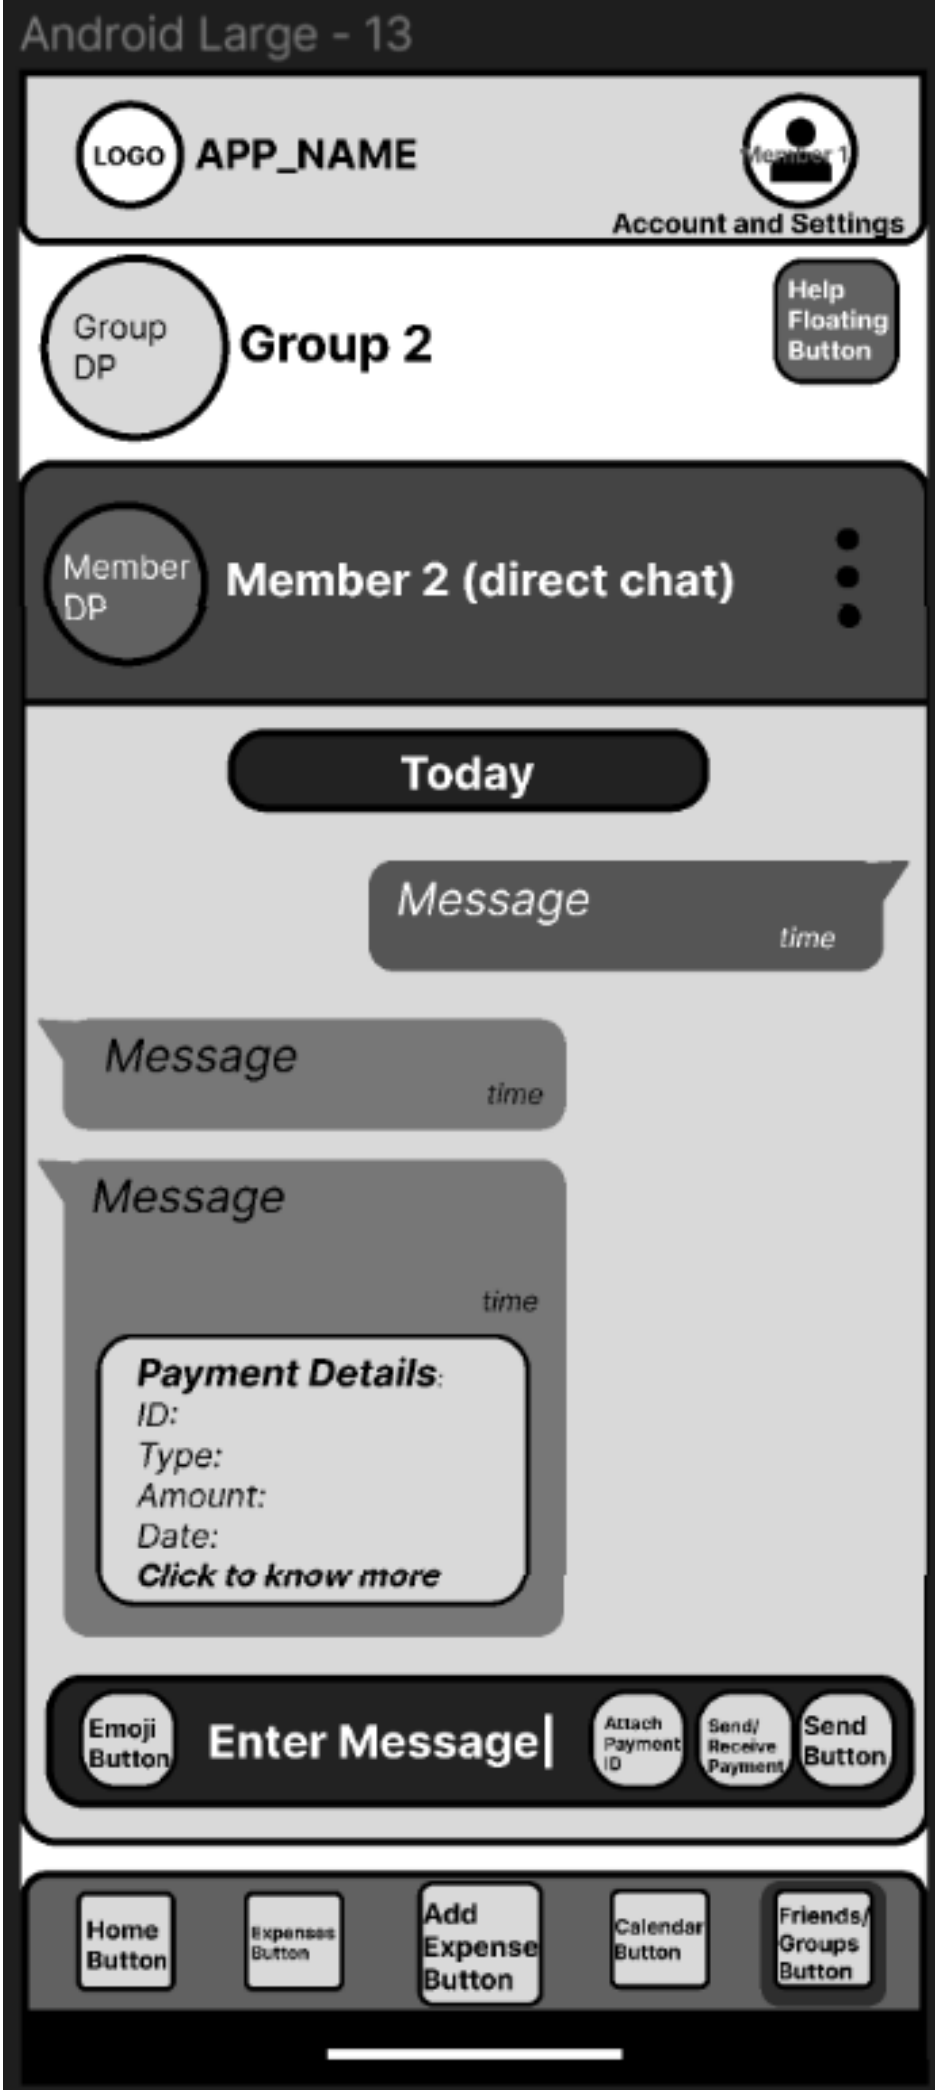 Android Large - 13
LOGO
APP_NAME
Member 1
Account and Settings
Group
DP
Group 2
Help
Floating
Button
Member
DP
Member 2 (direct chat)
Today
Message
time
Message
time
Message
time
Payment Details:
ID:
Type:
Amount:
Date:
Click to know more
Emoji
Button
Enter Message
Attach
Payment
ID
Send/
Receive
Payment
Send
Button
Home
Button
Expenses
Button
Add
Expense
Button
Calendar
Button
Friends/
Groups
Button